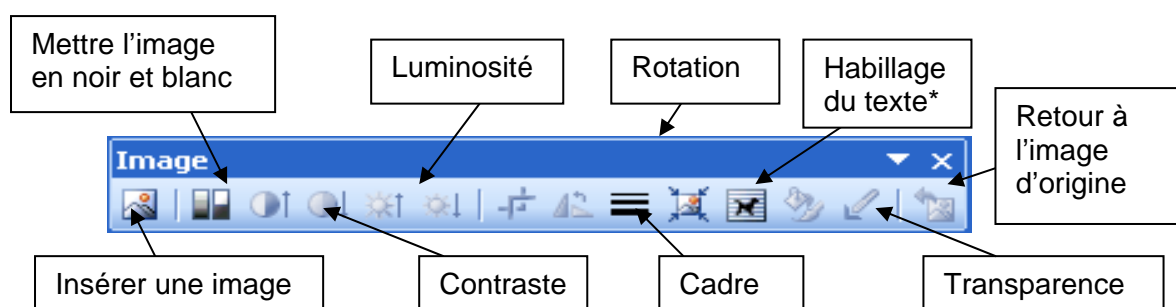 Mettre l’image
en noir et blanc
Luminosité
Rotation
Habillage
du texte*
Retour à
l’image
d’origine
Image
Insérer une image
Contraste
Cadre
Transparence